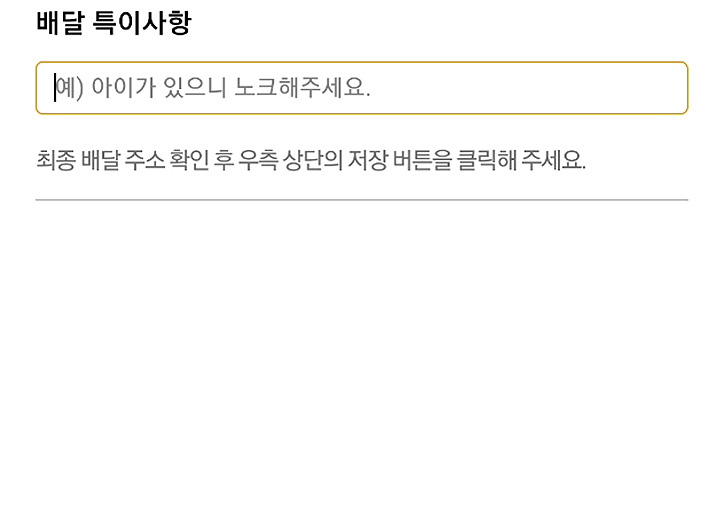 배달 특이사항
예) 아이가 있으니 노크해주세요.
최종 배달 주소 확인 후 우측 상단의 저장 버튼을 클릭해 주세요.